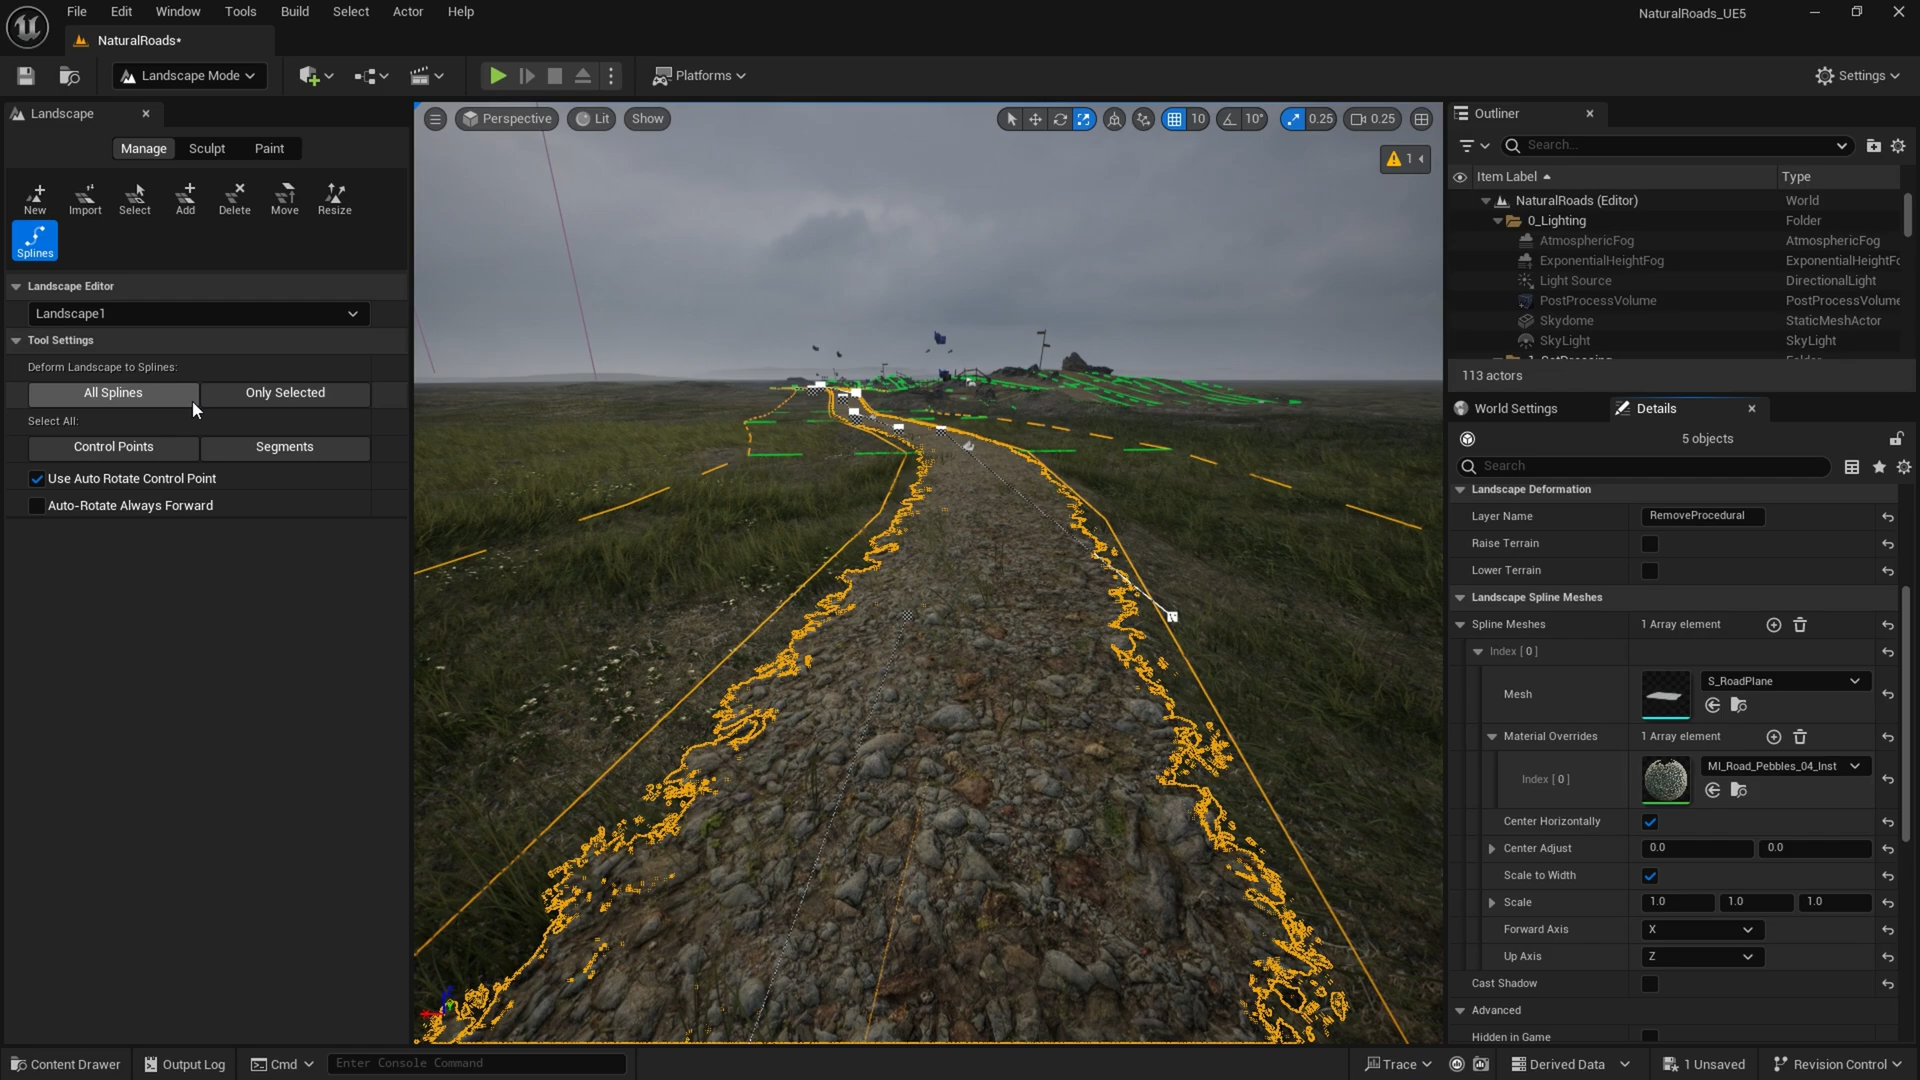 File Edit Window Tools Build Select Actor Help
NaturalRoads_UE5
NaturalRoads•
Landscape Mode
Platforms
Settings
Landscape
Manage Sculpt Paint
New Import Select Add Delete Move Resize
Splines
Landscape Editor
Landscape1
Tool Settings
Deform Landscape to Splines:
All Splines Only Selected
Select All:
Control Points Segments
Use Auto Rotate Control Point
Auto-Rotate Always Forward
Perspective Lit Show
10 10° 0.25 0.25
1
Outliner
Search...
Item Label Type
NaturalRoads (Editor) World
0_Lighting Folder
AtmosphericFog AtmosphericFog
ExponentialHeightFog ExponentialHeightFo
Light Source DirectionalLight
PostProcessVolume PostProcessVolume
Skydome StaticMeshActor
SkyLight SkyLight
113 actors
World Settings Details
5 objects
Search
Landscape Deformation
Layer Name RemoveProcedural
Raise Terrain
Lower Terrain
Landscape Spline Meshes
Spline Meshes 1 Array element
Index [ 0 ]
Mesh S_RoadPlane
Material Overrides 1 Array element
Index [ 0 ] MI_Road_Pebbles_04_Inst
Center Horizontally
Center Adjust 0.0 0.0
Scale to Width
Scale 1.0 1.0 1.0
Forward Axis X
Up Axis Z
Cast Shadow
Advanced
Hidden in Game
Content Drawer Output Log Cmd Enter Console Command
Trace Derived Data 1 Unsaved Revision Control